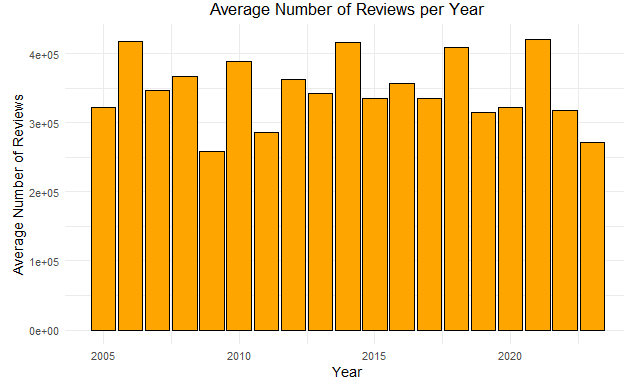 Average Number of Reviews per Year
Average Number of Reviews
4e+05
3e+05
2e+05
1e+05
0e+00
2005 2010 2015 2020
Year